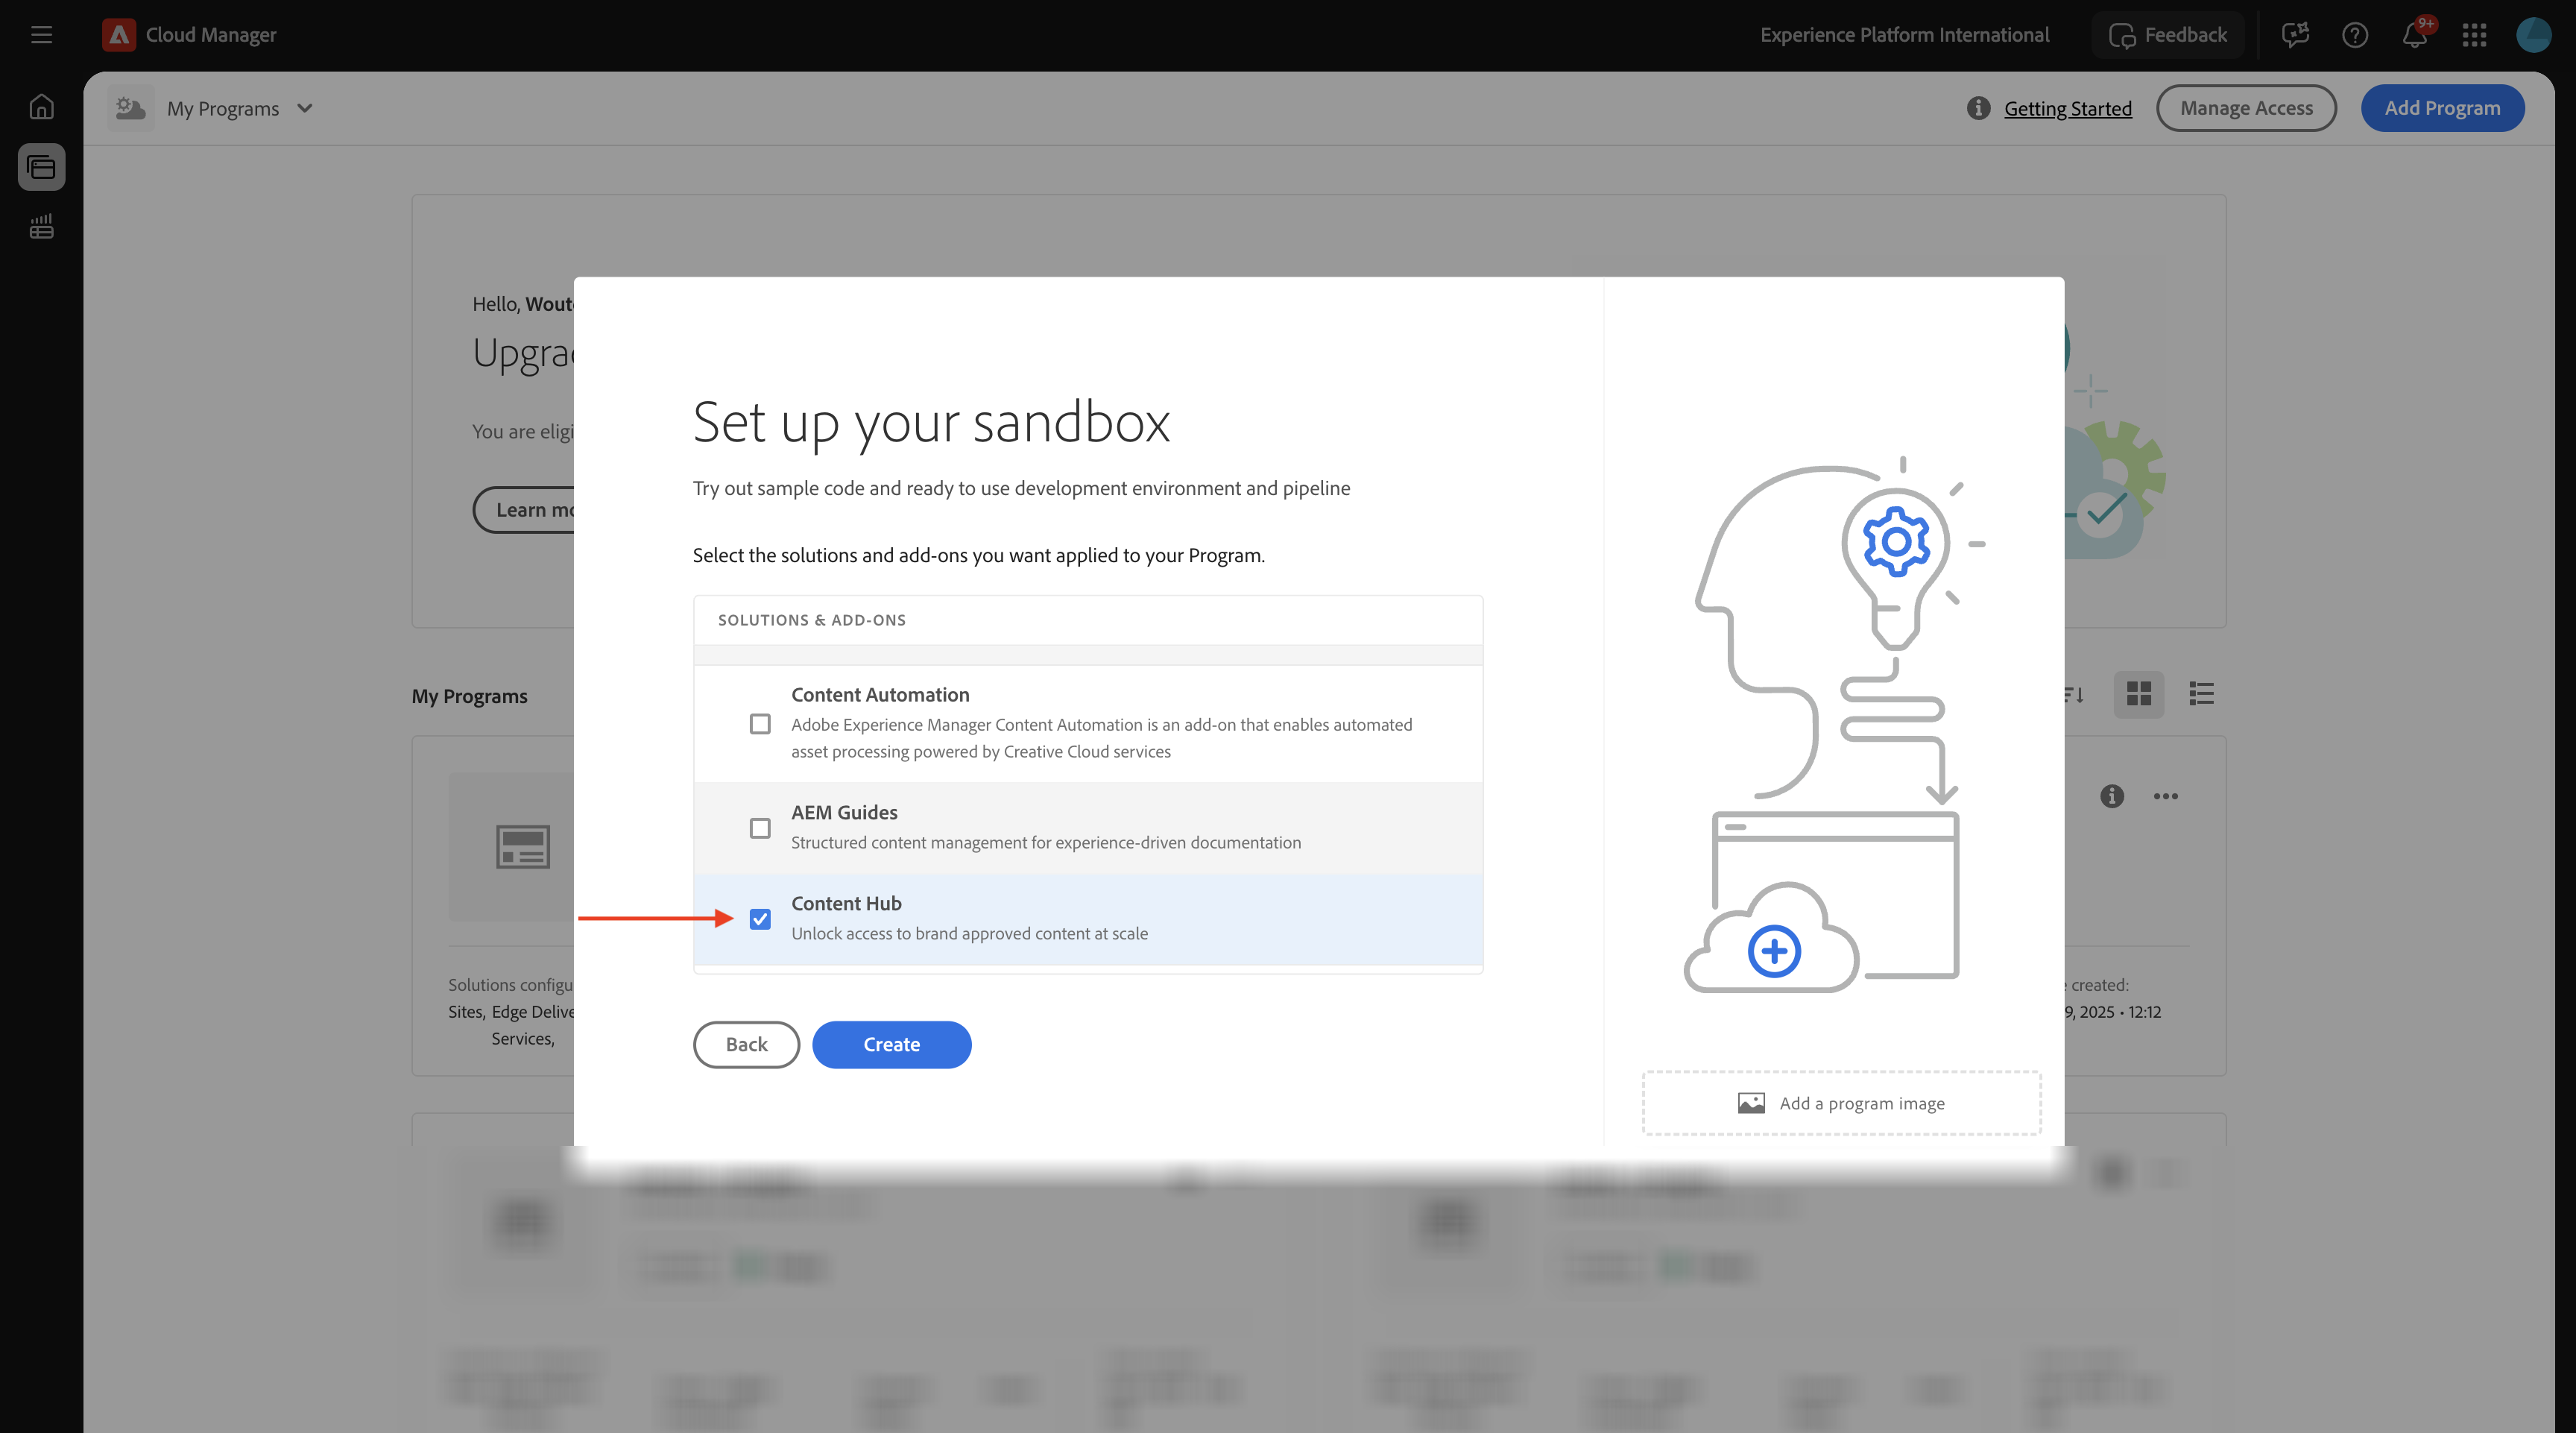 Cloud Manager
Experience Platform International
Feedback
9+
My Programs
Getting Started
Manage Access
Add Program
Hello,
You are
Set up your sandbox
Try out sample code and ready to use development environment and pipeline
Learn
Select the solutions and add-ons you want applied to your Program.
SOLUTIONS & ADD-ONS
My Programs
Content Automation
Adobe Experience Manager Content Automation is an add-on that enables automated
asset processing powered by Creative Cloud services
AEM Guides
Structured content management for experience-driven documentation
Content Hub
Unlock access to brand approved content at scale
Solutions
created:
Sites, Edge
9, 2025 • 12:12
Services,
Back
Create
Add a program image